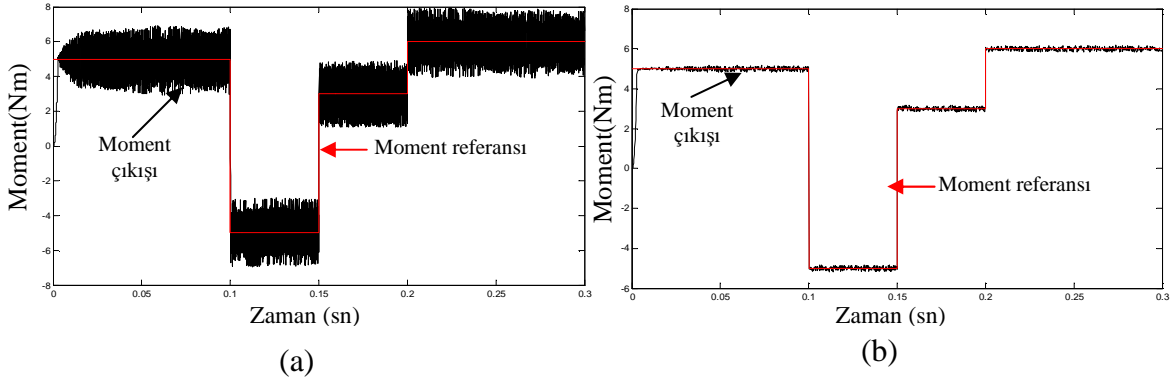 8
6
4
2
0
-2
-4
-6
-8
Moment(Nm)
Moment
çıkışı
Moment referansı
0
0.05
0.1
0.15
0.2
0.25
0.3
Zaman (sn)
(a)
8
6
4
2
0
-2
-4
-6
Moment(Nm)
Moment
çıkışı
Moment referansı
0
0.05
0.1
0.15
0.2
0.25
0.3
Zaman (sn)
(b)